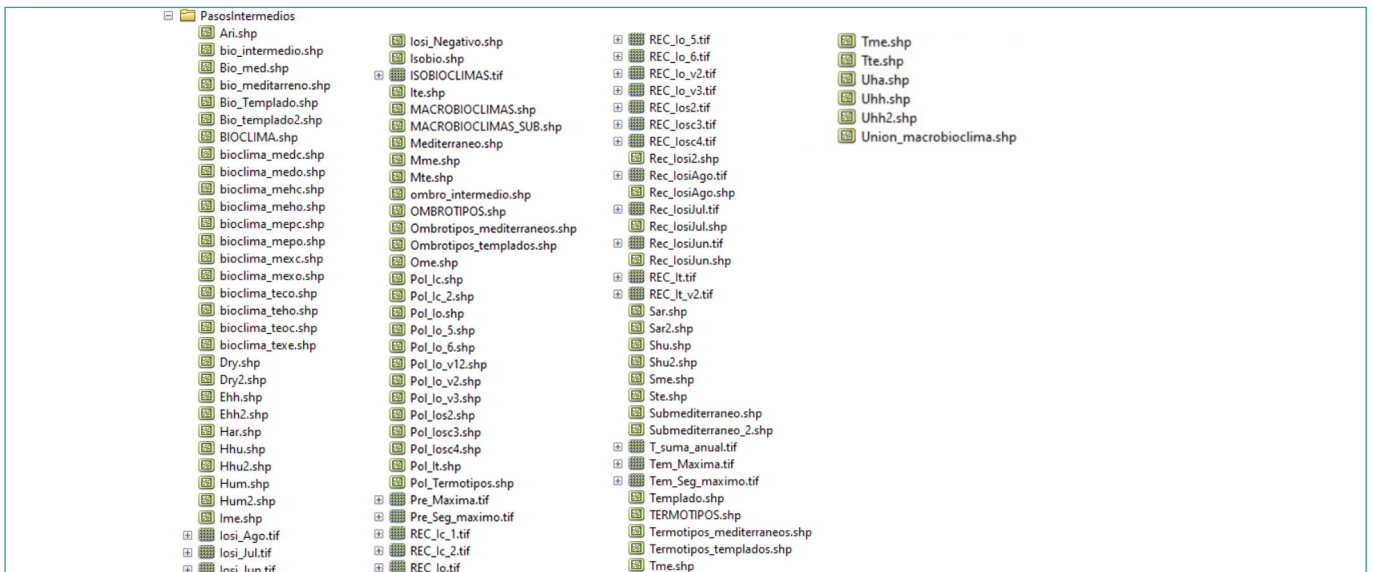 PasosIntermedios
Ari.shp
bio_intermedio.shp
Bio_med.shp
bio_meditarreno.shp
Bio_Templado.shp
Bio_templado2.shp
BIOCLIMA.shp
bioclima_medc.shp
bioclima_medo.shp
bioclima_mehc.shp
bioclima_meho.shp
bioclima_mepc.shp
bioclima_mepo.shp
bioclima_mexc.shp
bioclima_mexo.shp
bioclima_teco.shp
bioclima_teho.shp
bioclima_teoc.shp
bioclima_texe.shp
Dry.shp
Dry2.shp
Ehh.shp
Ehh2.shp
Har.shp
Hhu.shp
Hhu2.shp
Hum.shp
Hum2.shp
Ime.shp
Iosi_Ago.tif
Iosi_Jul.tif
Iosi_Jun.tif
Iosi_Negativo.shp
Isobio.shp
ISOBIOCLIMAS.tif
Ite.shp
MACROBIOCLIMAS.shp
MACROBIOCLIMAS_SUB.shp
Mediterraneo.shp
Mme.shp
Mte.shp
ombro_intermedio.shp
OMBROTIPOS.shp
Ombrotipos_mediterraneos.shp
Ombrotipos_templados.shp
Ome.shp
Pol_Ic.shp
Pol_Ic_2.shp
Pol_Io.shp
Pol_Io_5.shp
Pol_Io_6.shp
Pol_Io_v12.shp
Pol_Io_v2.shp
Pol_Io_v3.shp
Pol_Ios2.shp
Pol_Iosc3.shp
Pol_Iosc4.shp
Pol_It.shp
Pol_Termotipos.shp
Pre_Maxima.tif
Pre_Seg_maximo.tif
REC_Ic_1.tif
REC_Ic_2.tif
REC_Io.tif
REC_Io_5.tif
REC_Io_6.tif
REC_Io_v2.tif
REC_Io_v3.tif
REC_Ios2.tif
REC_Iosc3.tif
REC_Iosc4.tif
Rec_Iosi2.shp
Rec_IosiAgo.tif
Rec_IosiAgo.shp
Rec_IosiJul.tif
Rec_IosiJul.shp
Rec_IosiJun.tif
Rec_IosiJun.shp
REC_It.tif
REC_It_v2.tif
Sar.shp
Sar2.shp
Shu.shp
Shu2.shp
Sme.shp
Ste.shp
Submediterraneo.shp
Submediterraneo_2.shp
T_suma_anual.tif
Tem_Maxima.tif
Tem_Seg_maximo.tif
Templado.shp
TERMOTIPOS.shp
Termotipos_mediterraneos.shp
Termotipos_templados.shp
Tme.shp
Tme.shp
Tte.shp
Uha.shp
Uhh.shp
Uhh2.shp
Union_macrobioclima.shp